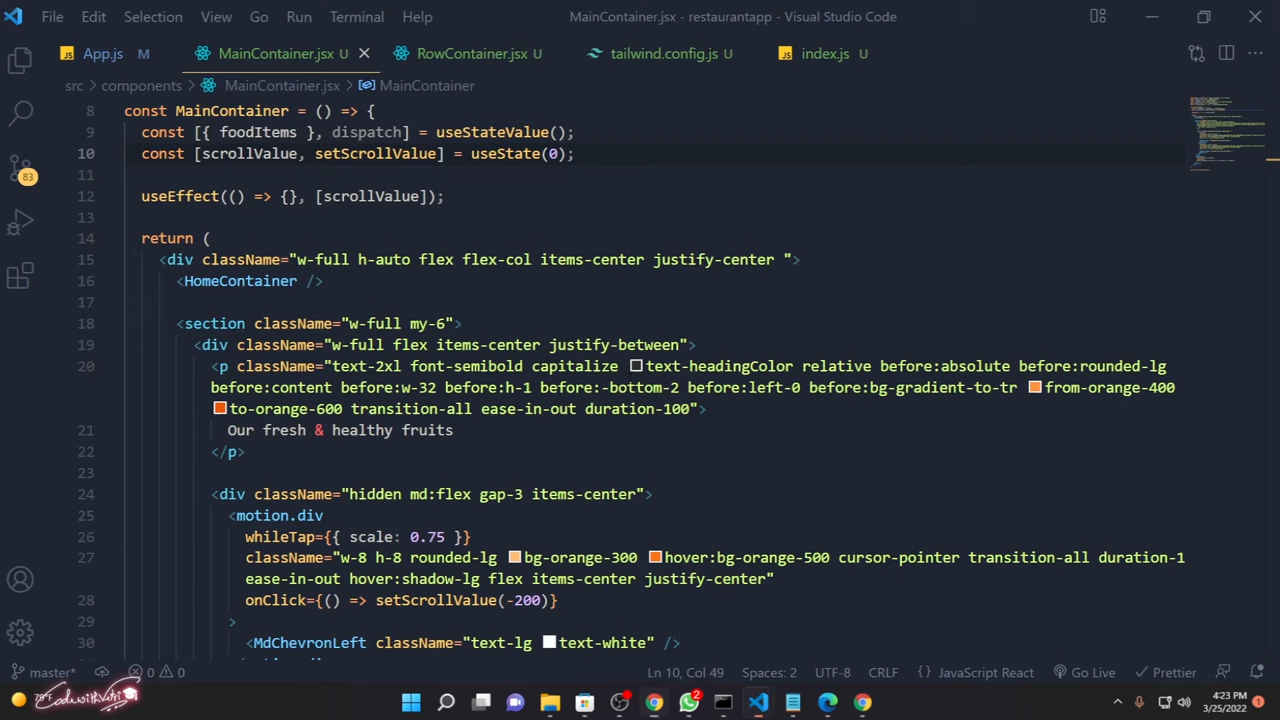 File Edit Selection View Go Run Terminal Help MainContainer.jsx - restaurantapp - Visual Studio Code
JS App.js M MainContainer.jsx U RowContainer.jsx U tailwind.config.js U JS index.js U
src > components > MainContainer.jsx > MainContainer
8 const MainContainer = () => {
9 const [{ foodItems }, dispatch] = useStateValue();
10 const [scrollValue, setScrollValue] = useState(0);
11
12 useEffect(() => {}, [scrollValue]);
13
14 return (
15 <div className="w-full h-auto flex flex-col items-center justify-center ">
16 <HomeContainer />
17
18 <section className="w-full my-6">
19 <div className="w-full flex items-center justify-between">
20 <p className="text-2xl font-semibold capitalize text-headingColor relative before:absolute before:rounded-lg
before:content before:w-32 before:h-1 before:-bottom-2 before:left-0 before:bg-gradient-to-tr from-orange-400
to-orange-600 transition-all ease-in-out duration-100">
21 Our fresh & healthy fruits
22 </p>
23
24 <div className="hidden md:flex gap-3 items-center">
25 <motion.div
26 whileTap={{ scale: 0.75 }}
27 className="w-8 h-8 rounded-lg bg-orange-300 hover:bg-orange-500 cursor-pointer transition-all duration-1
ease-in-out hover:shadow-lg flex items-center justify-center"
28 onClick={() => setScrollValue(-200)}
29 >
30 <MdChevronLeft className="text-lg text-white" />
83
master* 0 0 Ln 10, Col 49 Spaces: 2 UTF-8 CRLF {} JavaScript React Go Live Prettier
CodewithVetri
2
4:23 PM
3/25/2022
1